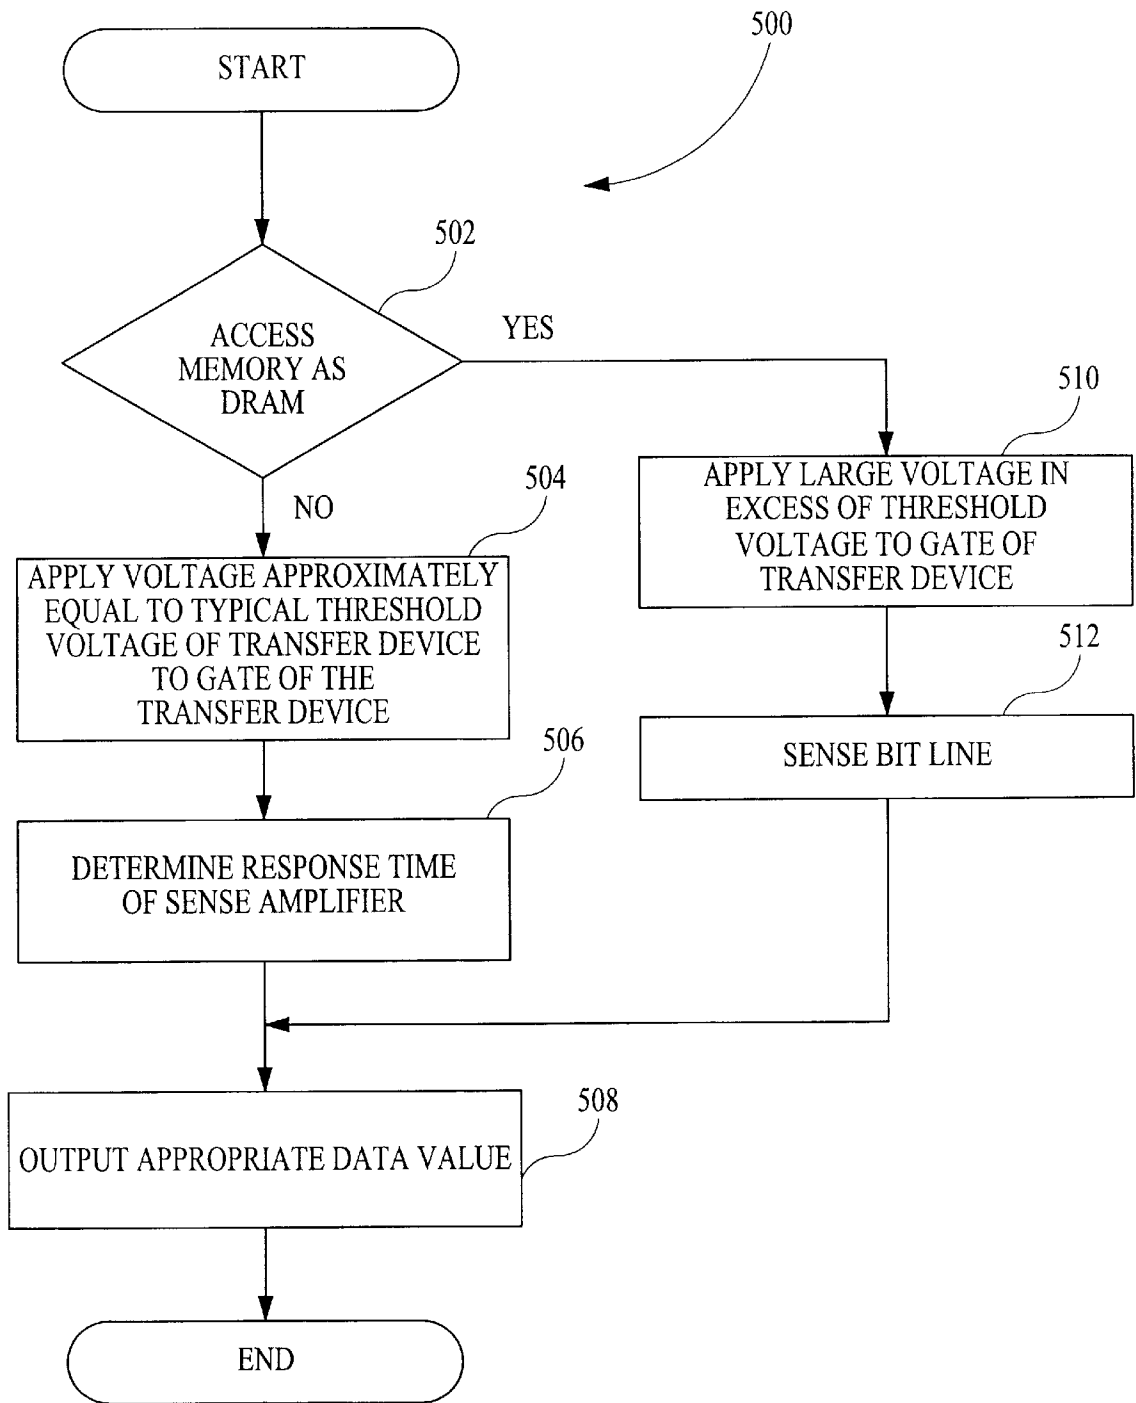 START
500
502
ACCESS
MEMORY AS
DRAM
YES
NO
504
APPLY VOLTAGE APPROXIMATELY
EQUAL TO TYPICAL THRESHOLD
VOLTAGE OF TRANSFER DEVICE
TO GATE OF THE
TRANSFER DEVICE
510
APPLY LARGE VOLTAGE IN
EXCESS OF THRESHOLD
VOLTAGE TO GATE OF
TRANSFER DEVICE
512
SENSE BIT LINE
506
DETERMINE RESPONSE TIME
OF SENSE AMPLIFIER
508
OUTPUT APPROPRIATE DATA VALUE
END